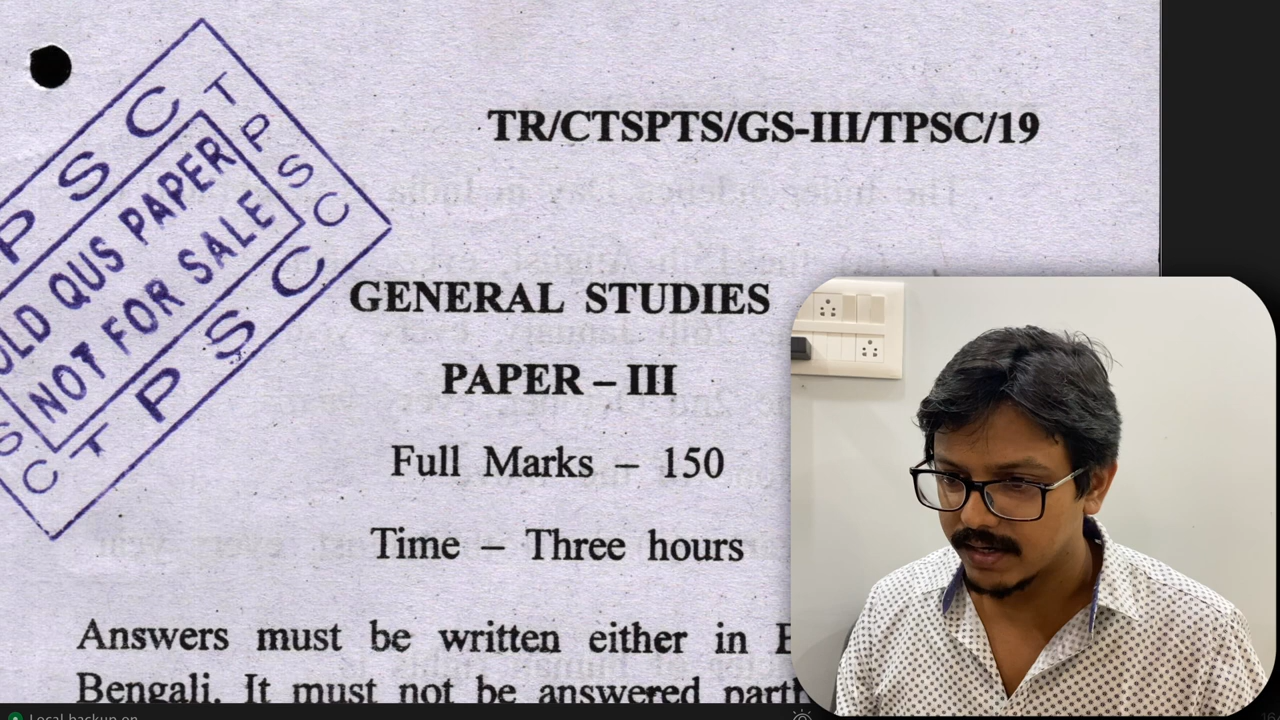 TR/CTSPTS/GS-III/TPSC/19
PSC
TPSC
OLD QUS PAPER
NOT FOR SALE
TPSC
SC
GENERAL STUDIES
PAPER – III
Full Marks – 150
Time – Three hours
Answers must be written either in
Bengali. It must not be answered
Local backup on